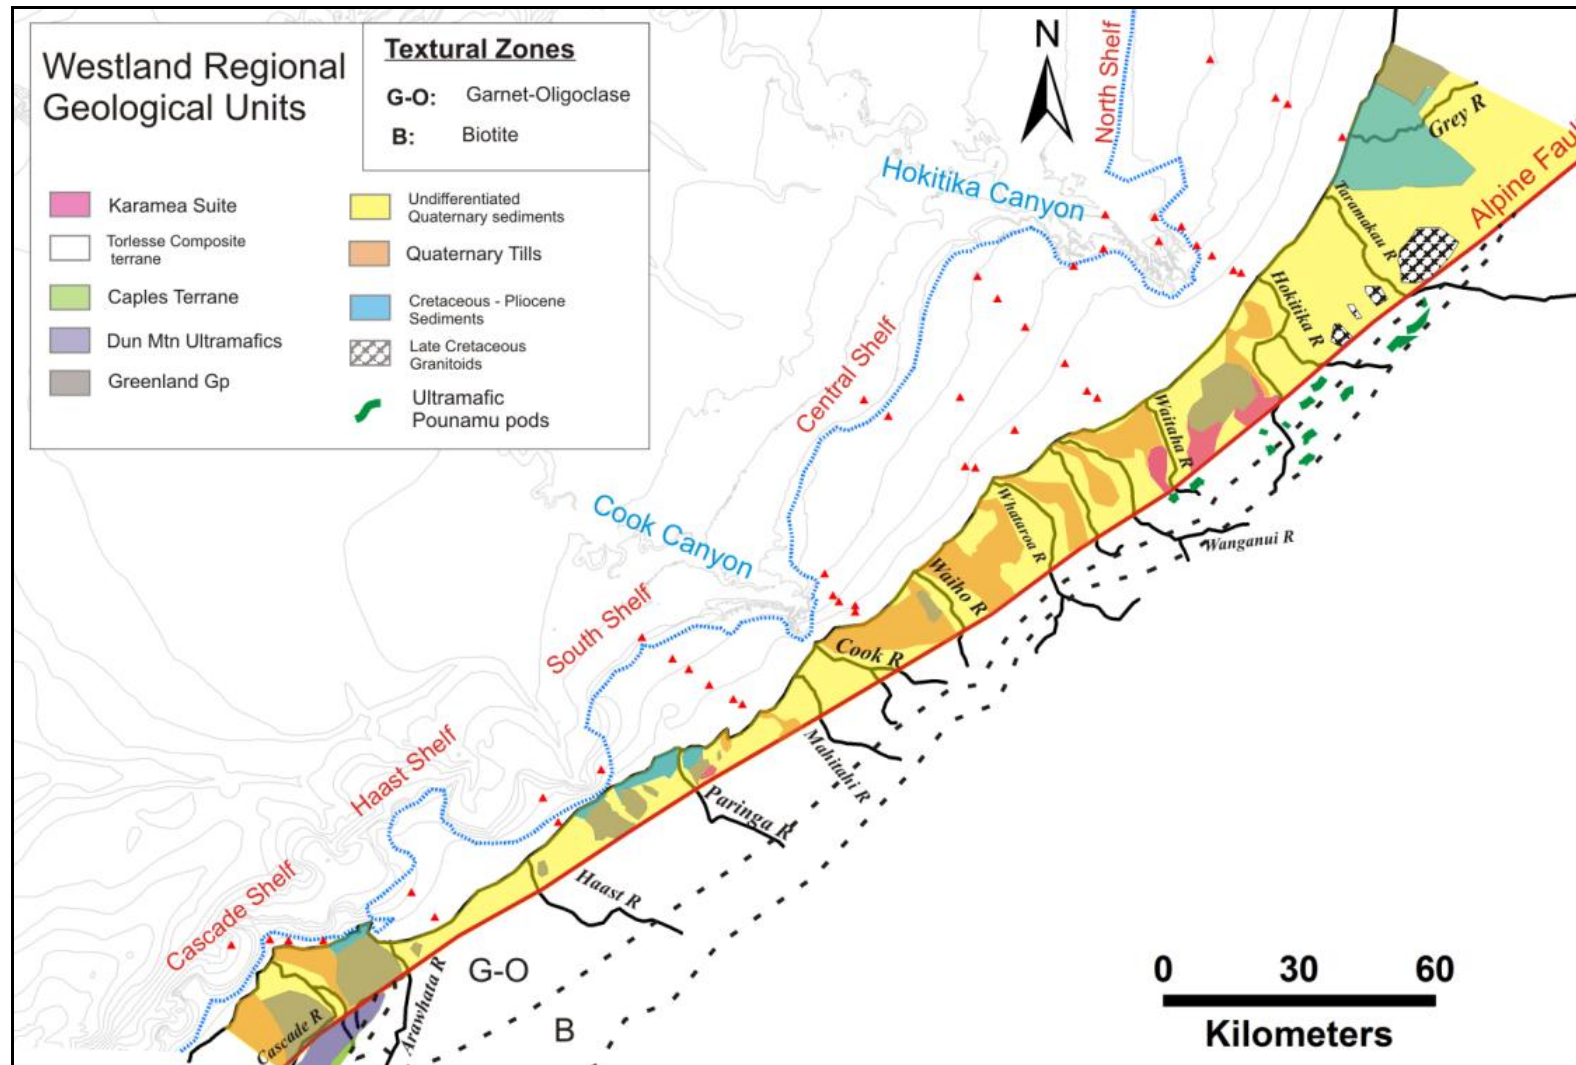 Westland Regional
Geological Units
Textural Zones
G-O: Garnet-Oligoclase
B: Biotite
Karamea Suite
Torlesse Composite
terrane
Caples Terrane
Dun Mtn Ultramafics
Greenland Gp
Undifferentiated
Quaternary sediments
Quaternary Tills
Cretaceous - Pliocene
Sediments
Late Cretaceous
Granitoids
Ultramafic
Pounamu pods
N
North Shelf
Hokitika Canyon
Central Shelf
Cook Canyon
South Shelf
Haast Shelf
Cascade Shelf
Grey R
Alpine Faul
Taramakau R
Hokitika R
Waitaha R
Wanganui R
Whataroa R
Waiho R
Cook R
Mahitahi R
Paringa R
Haast R
Arawhata R
Cascade R
G-O
B
0 30 60
Kilometers